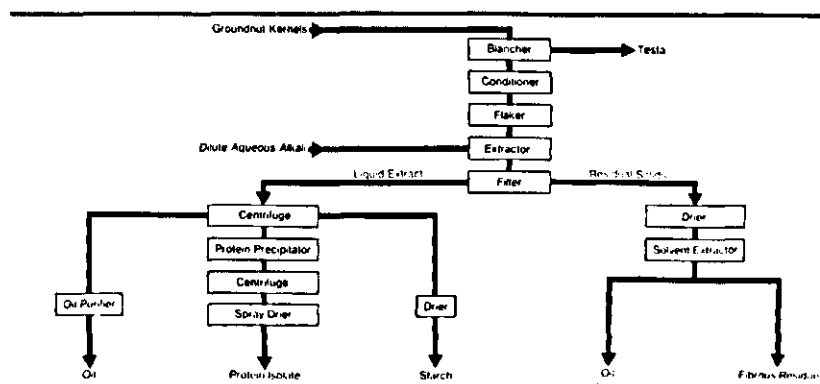 Groundnut Kernels
Blancher
Testa
Conditioner
Flaker
Dilute Aqueous Alkali
Extractor
Liquid Extract
Filter
Residual Solids
Centrifuge
Drier
Protein Precipitator
Solvent Extractor
Centrifuge
Oil Purifier
Spray Drier
Drier
Oil
Protein Isolate
Starch
Oil
Fibrous Residue